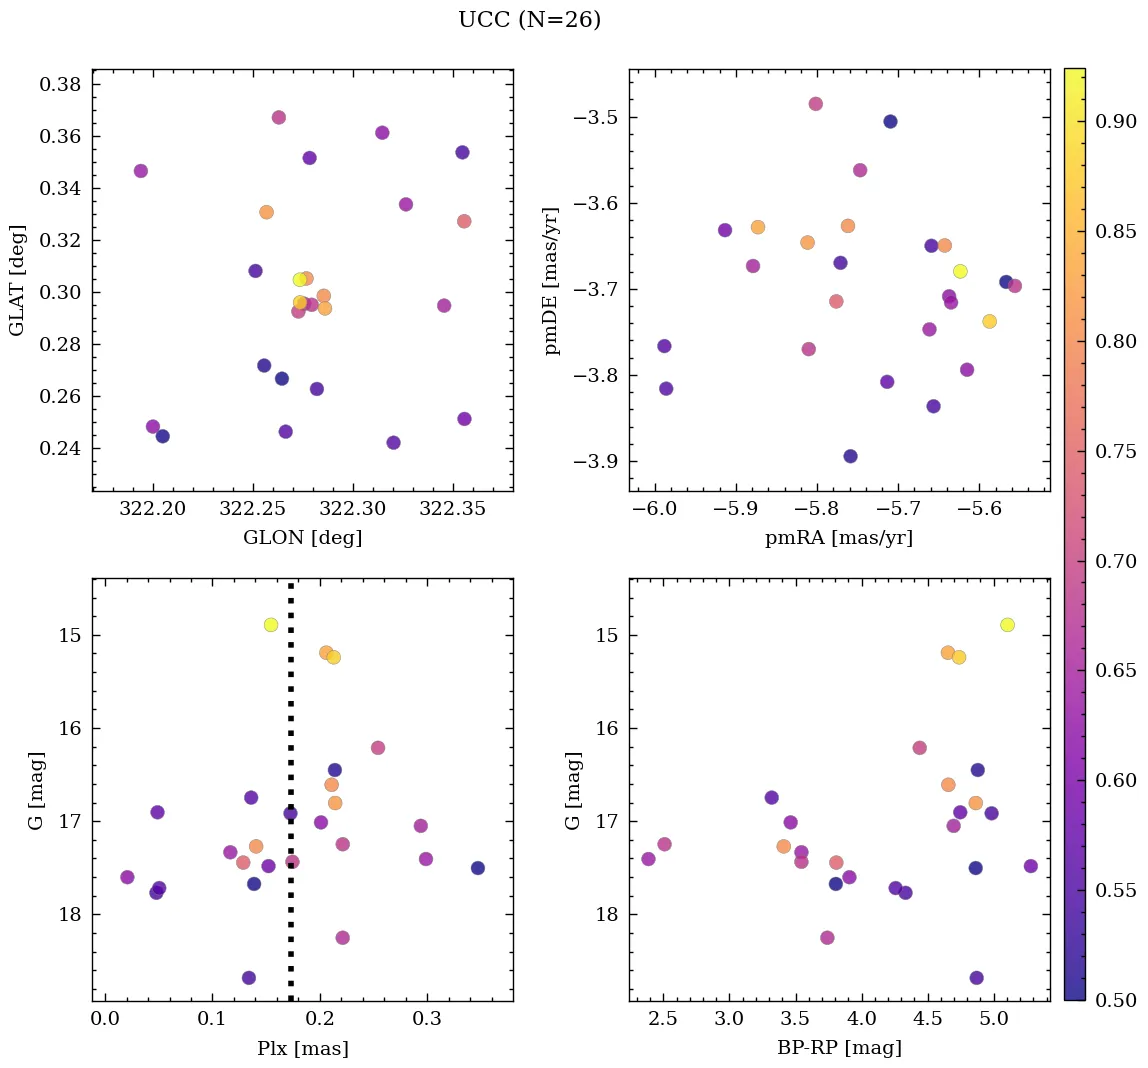 UCC (N=26)
0.38
0.36
0.34
0.32
0.30
0.28
0.26
0.24
GLAT [deg]
322.20 322.25 322.30 322.35
GLON [deg]
−3.5
−3.6
−3.7
−3.8
−3.9
pmDE [mas/yr]
−6.0 −5.9 −5.8 −5.7 −5.6
pmRA [mas/yr]
15
16
17
18
G [mag]
0.0 0.1 0.2 0.3
Plx [mas]
15
16
17
18
G [mag]
2.5 3.0 3.5 4.0 4.5 5.0
BP-RP [mag]
0.90
0.85
0.80
0.75
0.70
0.65
0.60
0.55
0.50